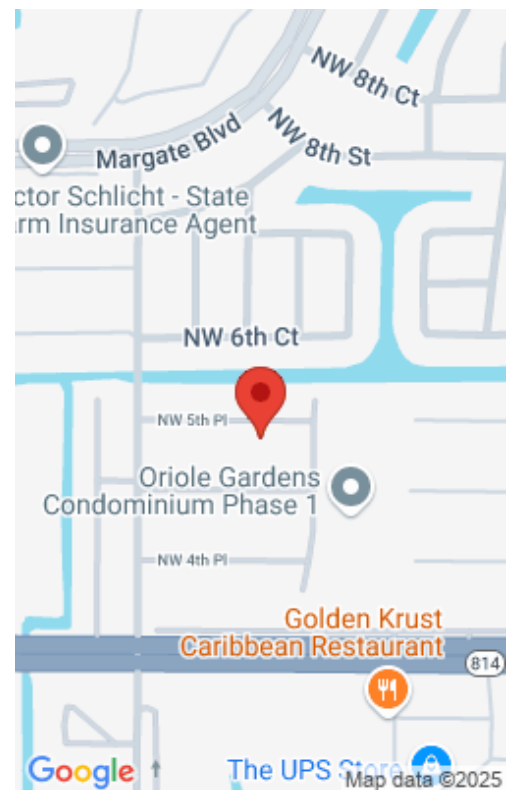 NW 8th Ct
NW 8th St
Margate Blvd
ctor Schlicht - State
rm Insurance Agent
NW 6th Ct
NW 5th Pl
Oriole Gardens
Condominium Phase 1
NW 4th Pl
Golden Krust
Caribbean Restaurant
814
Google
The UPS Store
Map data ©2025